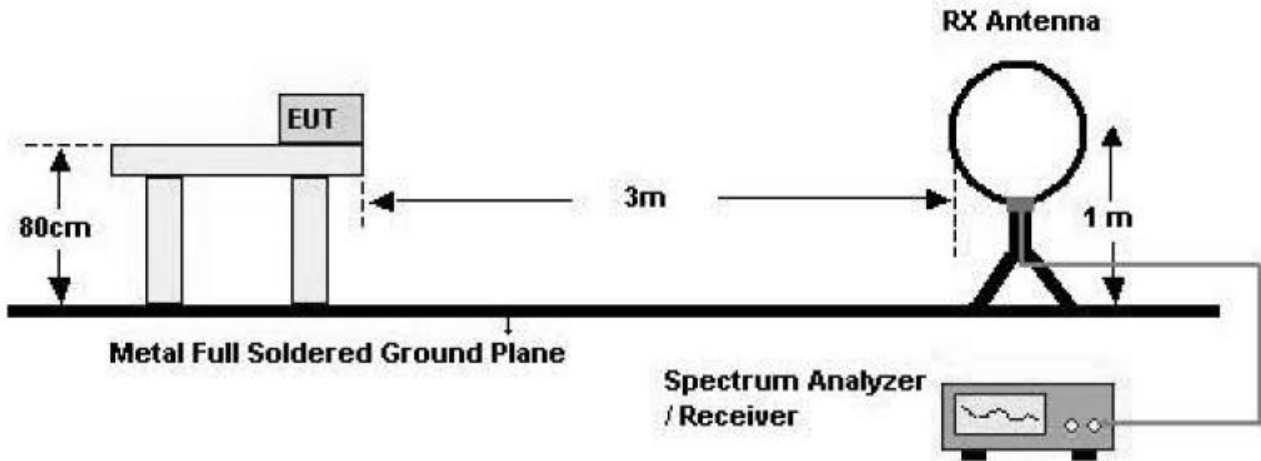 RX Antenna
EUT
80cm
3m
1 m
Metal Full Soldered Ground Plane
Spectrum Analyzer
/ Receiver